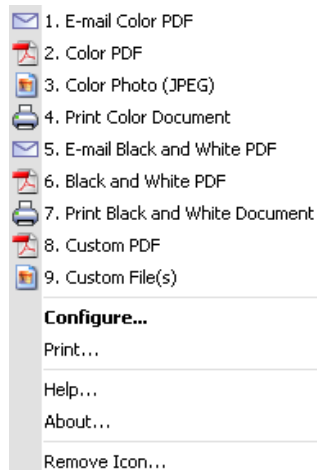 1. E-mail Color PDF
2. Color PDF
3. Color Photo (JPEG)
4. Print Color Document
5. E-mail Black and White PDF
6. Black and White PDF
7. Print Black and White Document
8. Custom PDF
9. Custom File(s)
Configure...
Print...
Help...
About...
Remove Icon...